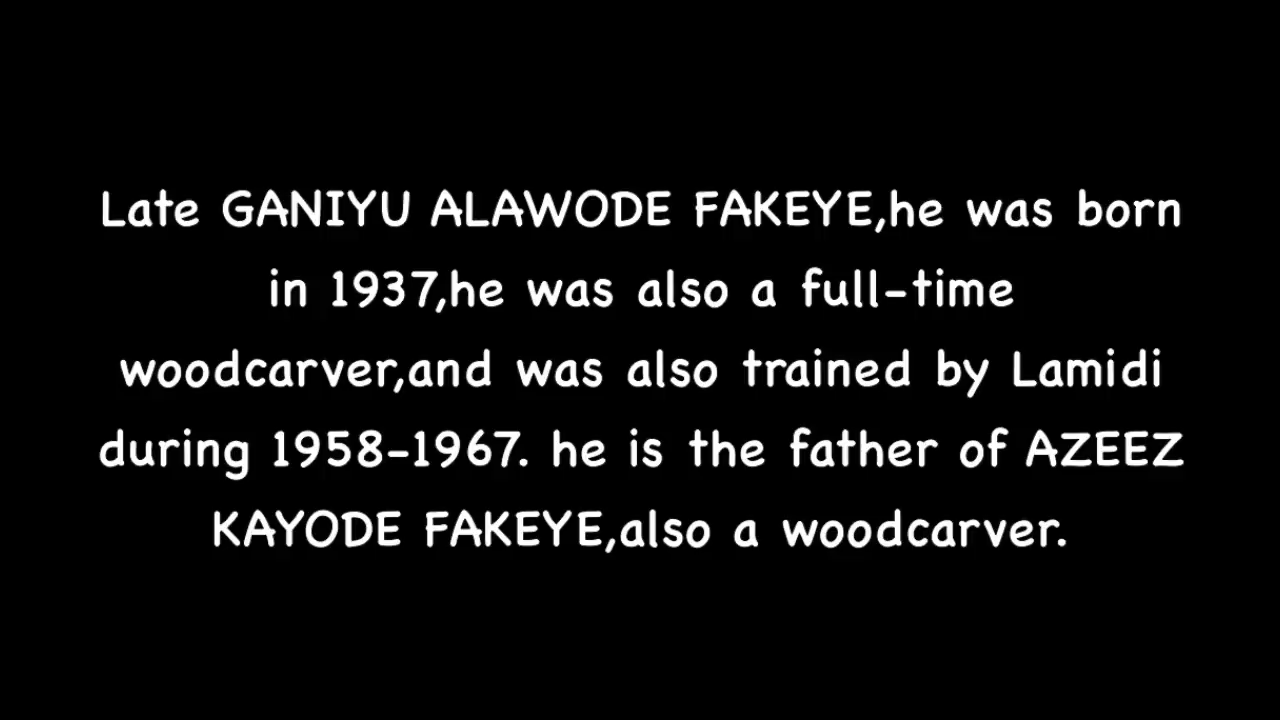 Late GANIYU ALAWODE FAKEYE,he was born
in 1937,he was also a full-time
woodcarver,and was also trained by Lamidi
during 1958-1967. he is the father of AZEEZ
KAYODE FAKEYE,also a woodcarver.